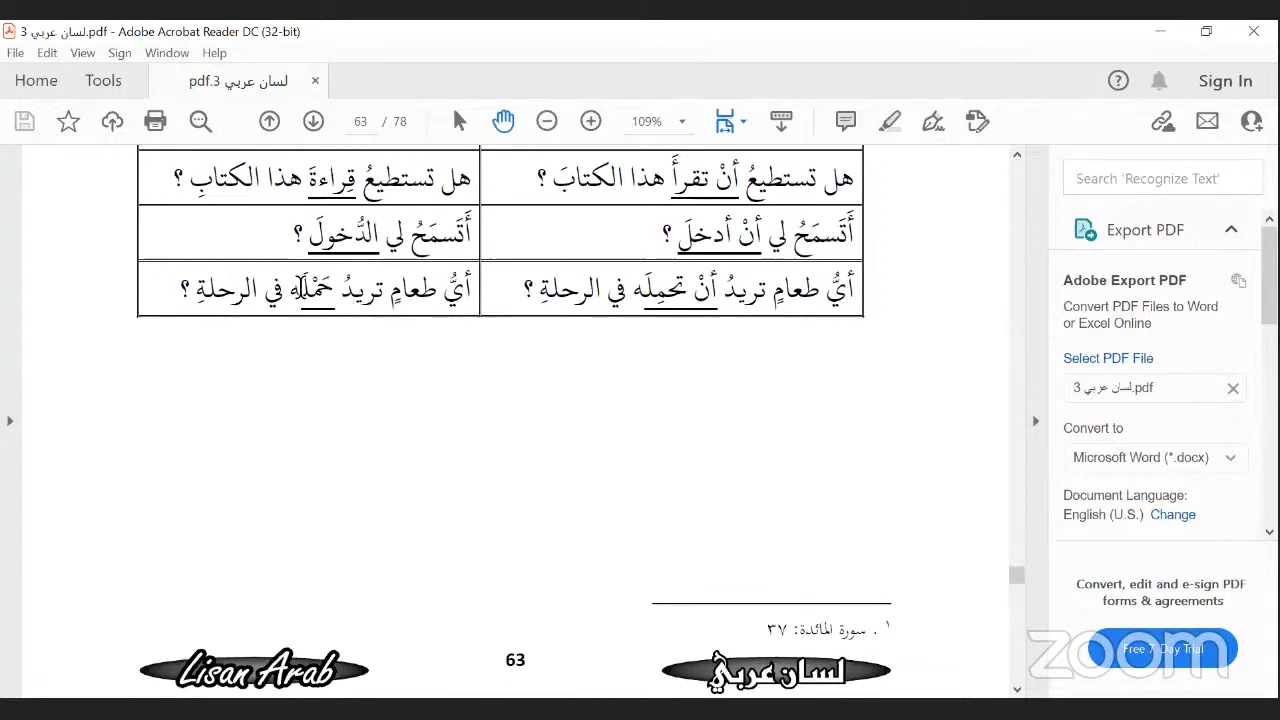 لسان عربي 3.pdf - Adobe Acrobat Reader DC (32-bit)
File Edit View Sign Window Help
Home Tools لسان عربي 3.pdf Sign In
63 / 78 109%
هل تستطيعُ أنْ تقرأَ هذا الكتابَ ؟ هل تستطيعُ قِراءةَ هذا الكتابِ ؟
أَتَسمَحُ لي أنْ أدخلَ ؟ أَتَسمَحُ لي الدُّخولَ ؟
أيُّ طعامٍ تريدُ أنْ تحمِلَه في الرحلةِ ؟ أيُّ طعامٍ تريدُ حَمْلَه في الرحلةِ ؟
١ . سورة المائدة: ٣٧
Lisan Arab 63 لسان عربي
Search 'Recognize Text'
Export PDF
Adobe Export PDF
Convert PDF Files to Word
or Excel Online
Select PDF File
لسان عربي 3.pdf
Convert to
Microsoft Word (*.docx)
Document Language:
English (U.S.) Change
Convert, edit and e-sign PDF
forms & agreements
Free 7-Day Trial
zoom